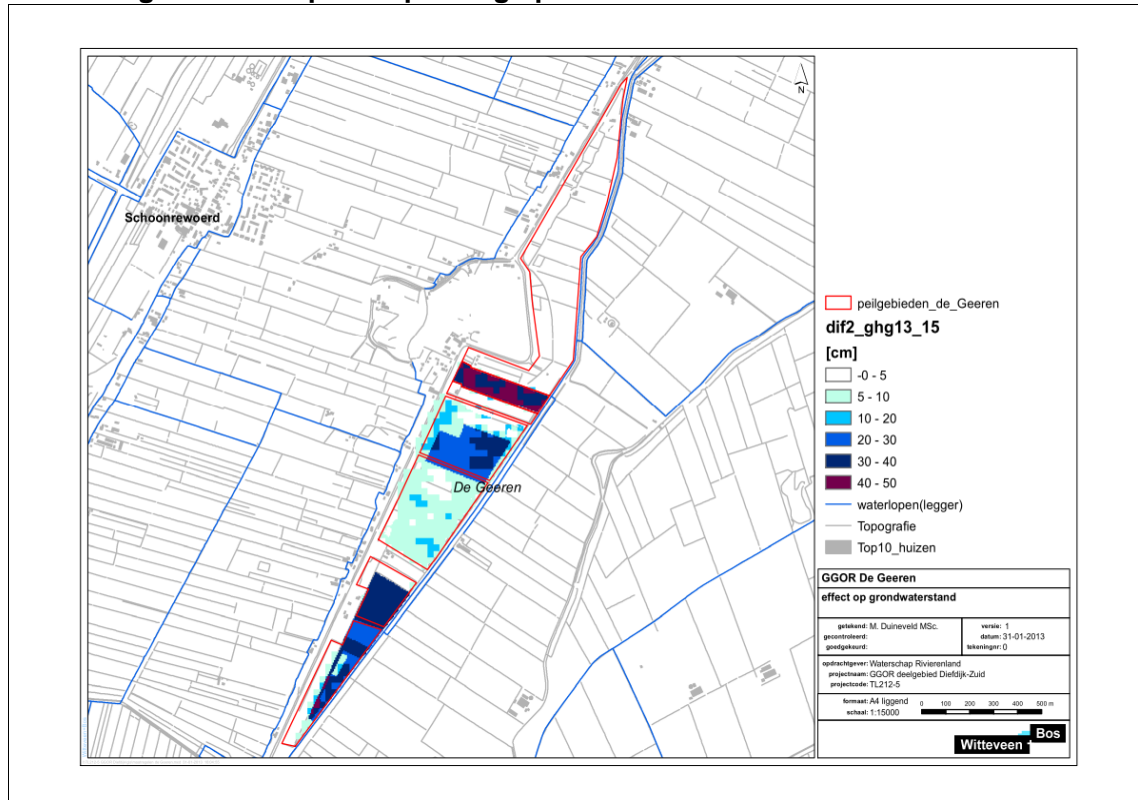 N
Schoonrewoerd
De Geeren
peilgebieden_de_Geeren
dif2_ghg13_15
[cm]
-0 - 5
5 - 10
10 - 20
20 - 30
30 - 40
40 - 50
waterlopen(legger)
Topografie
Top10_huizen
GGOR De Geeren
effect op grondwaterstand
getekend: M. Duineveld MSc.
gecontroleerd:
goedgekeurd:
versie: 1
datum: 31-01-2013
tekeningnr: 0
opdrachtgever: Waterschap Rivierenland
projectnaam: GGOR deelgebied Diefdijk-Zuid
projectcode: TL212-5
formaat: A4 liggend
schaal: 1:15000
0 100 200 300 400 500 m
Witteveen
Bos